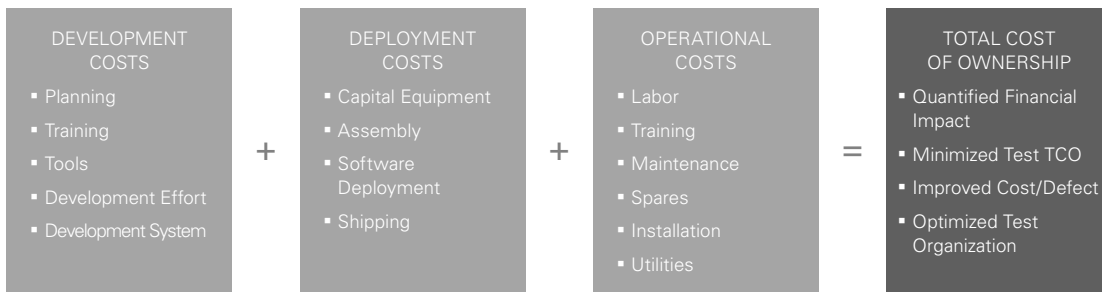 DEVELOPMENT
COSTS
▪ Planning
▪ Training
▪ Tools
▪ Development Effort
▪ Development System
+
DEPLOYMENT
COSTS
▪ Capital Equipment
▪ Assembly
▪ Software
Deployment
▪ Shipping
+
OPERATIONAL
COSTS
▪ Labor
▪ Training
▪ Maintenance
▪ Spares
▪ Installation
▪ Utilities
=
TOTAL COST
OF OWNERSHIP
▪ Quantified Financial
Impact
▪ Minimized Test TCO
▪ Improved Cost/Defect
▪ Optimized Test
Organization